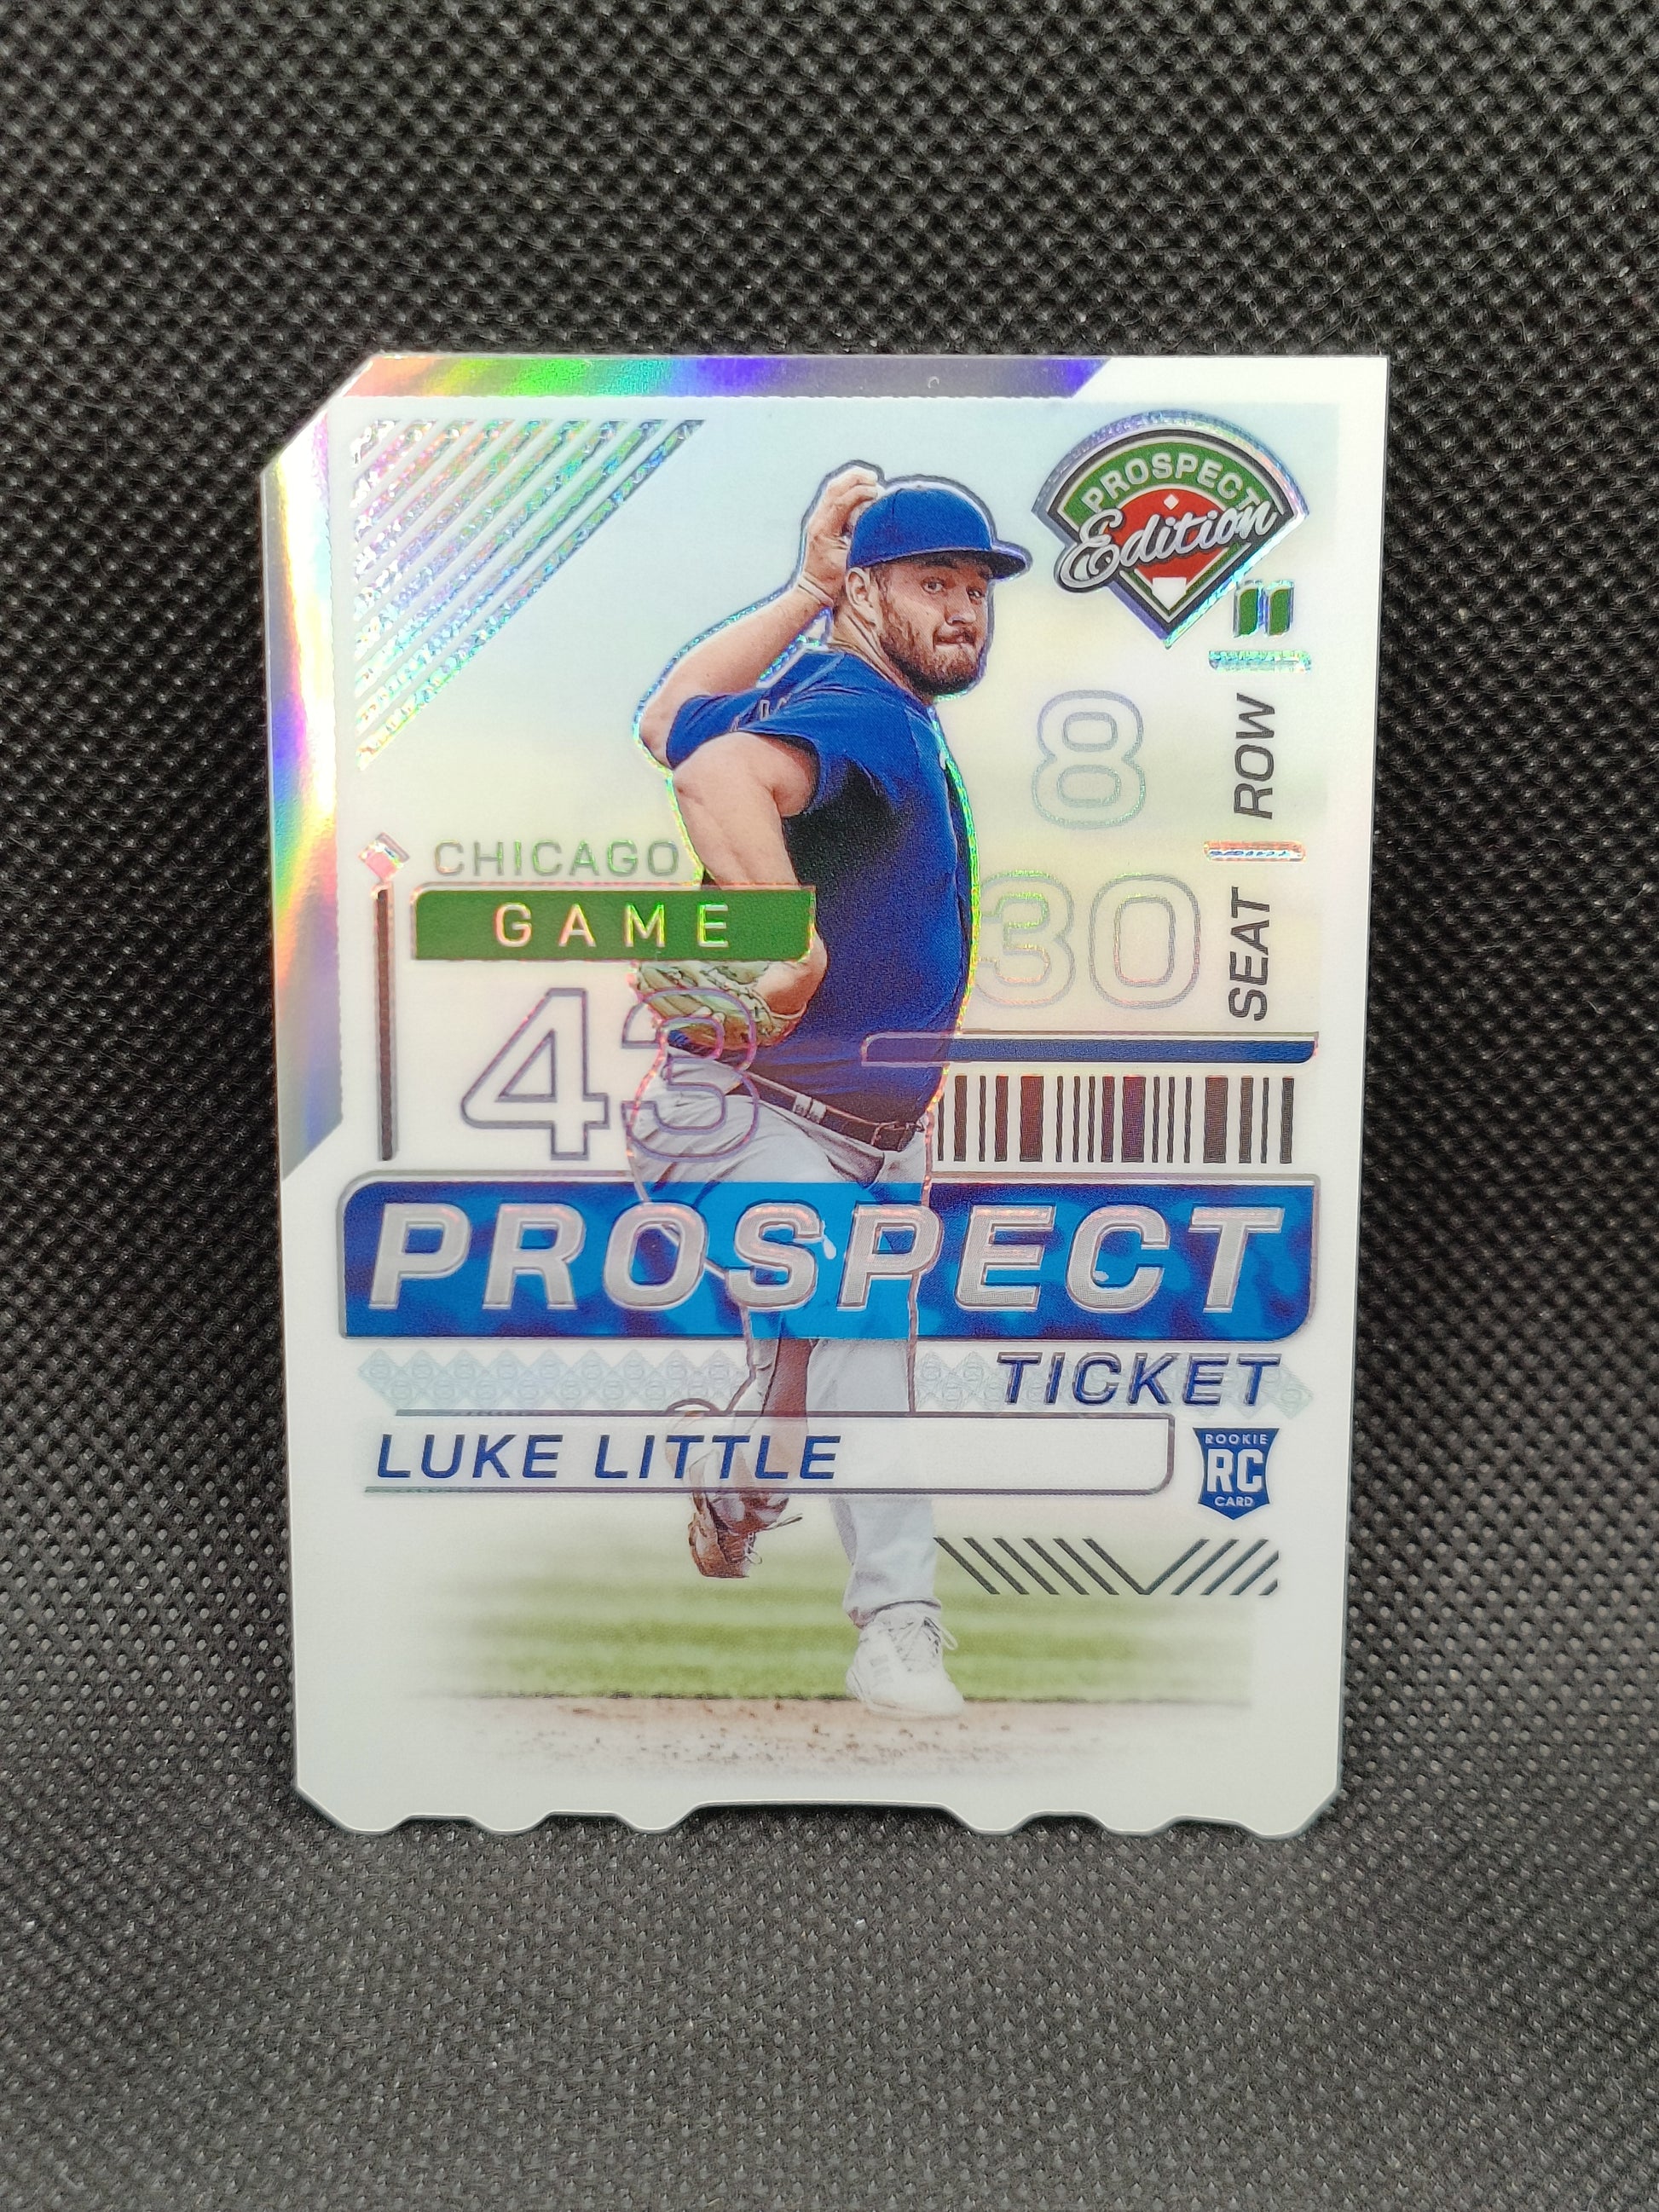 PROSPECT
Edition
ROW
8
CHICAGO
GAME
SEAT
30
43
PROSPECT
TICKET
LUKE LITTLE
ROOKIE
RC
CARD